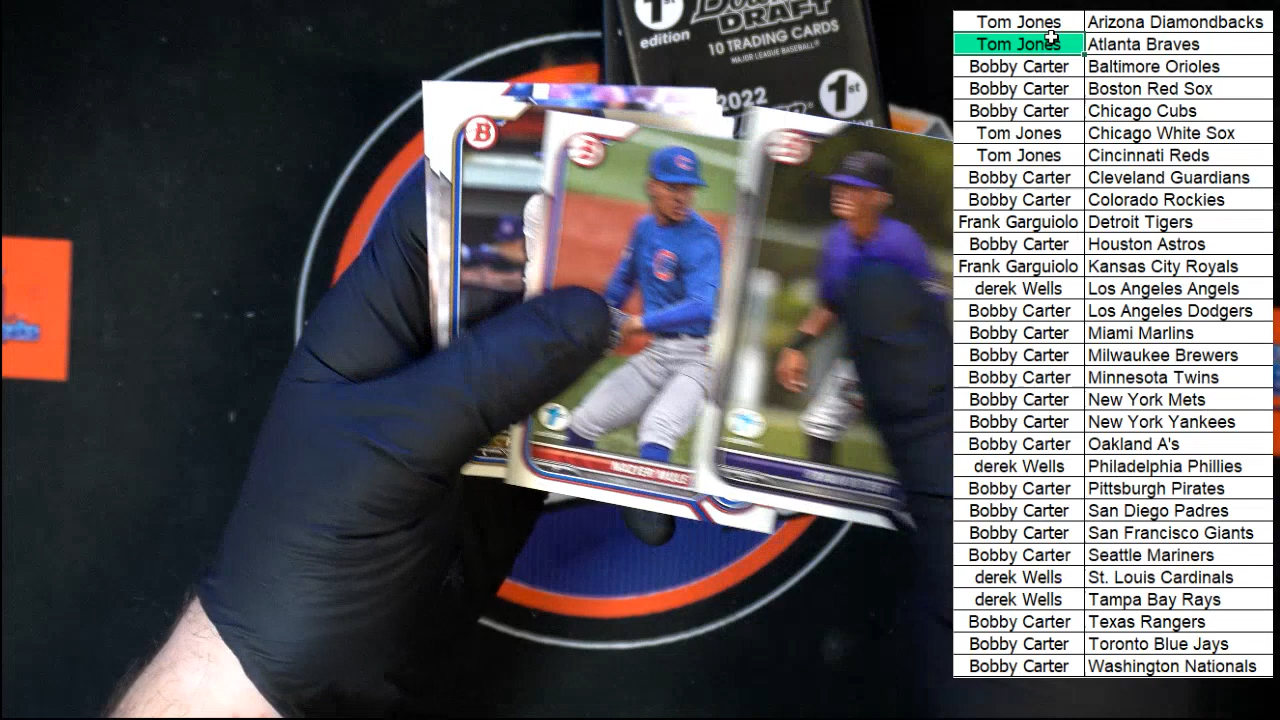 1st
edition
DRAFT
10 TRADING CARDS
MAJOR LEAGUE BASEBALL
2022
1st
B
C
Tom Jones Arizona Diamondbacks
Tom Jones Atlanta Braves
Bobby Carter Baltimore Orioles
Bobby Carter Boston Red Sox
Bobby Carter Chicago Cubs
Tom Jones Chicago White Sox
Tom Jones Cincinnati Reds
Bobby Carter Cleveland Guardians
Bobby Carter Colorado Rockies
Frank Garguiolo Detroit Tigers
Bobby Carter Houston Astros
Frank Garguiolo Kansas City Royals
derek Wells Los Angeles Angels
Bobby Carter Los Angeles Dodgers
Bobby Carter Miami Marlins
Bobby Carter Milwaukee Brewers
Bobby Carter Minnesota Twins
Bobby Carter New York Mets
Bobby Carter New York Yankees
Bobby Carter Oakland A's
derek Wells Philadelphia Phillies
Bobby Carter Pittsburgh Pirates
Bobby Carter San Diego Padres
Bobby Carter San Francisco Giants
Bobby Carter Seattle Mariners
derek Wells St. Louis Cardinals
derek Wells Tampa Bay Rays
Bobby Carter Texas Rangers
Bobby Carter Toronto Blue Jays
Bobby Carter Washington Nationals